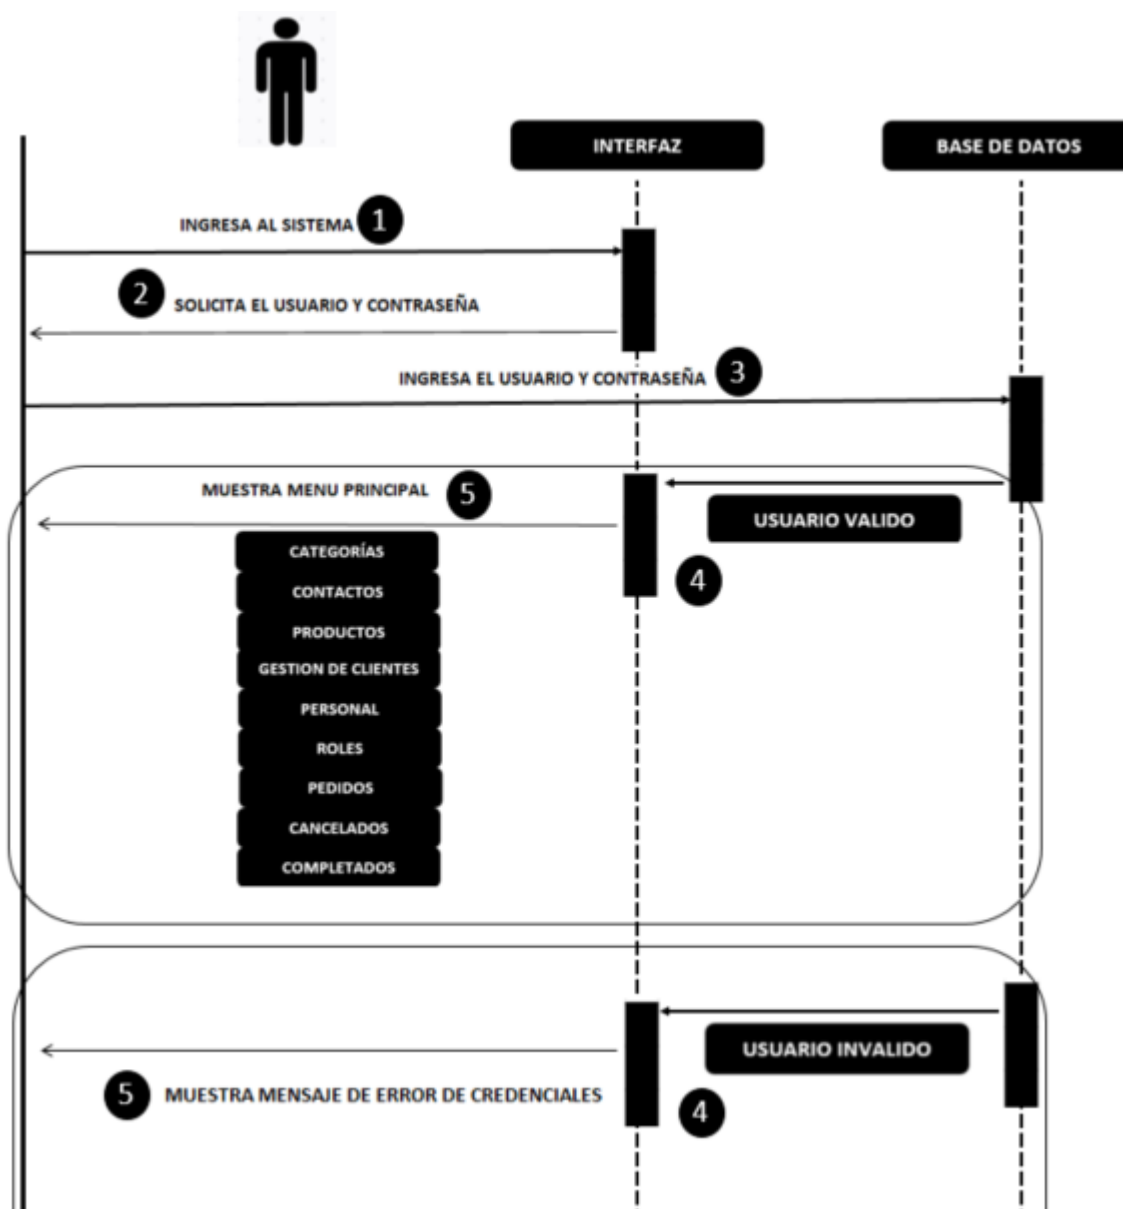 INTERFAZ
BASE DE DATOS
INGRESA AL SISTEMA 1
2 SOLICITA EL USUARIO Y CONTRASEÑA
INGRESA EL USUARIO Y CONTRASEÑA 3
MUESTRA MENU PRINCIPAL 5
USUARIO VALIDO
4
CATEGORÍAS
CONTACTOS
PRODUCTOS
GESTION DE CLIENTES
PERSONAL
ROLES
PEDIDOS
CANCELADOS
COMPLETADOS
USUARIO INVALIDO
5 MUESTRA MENSAJE DE ERROR DE CREDENCIALES
4